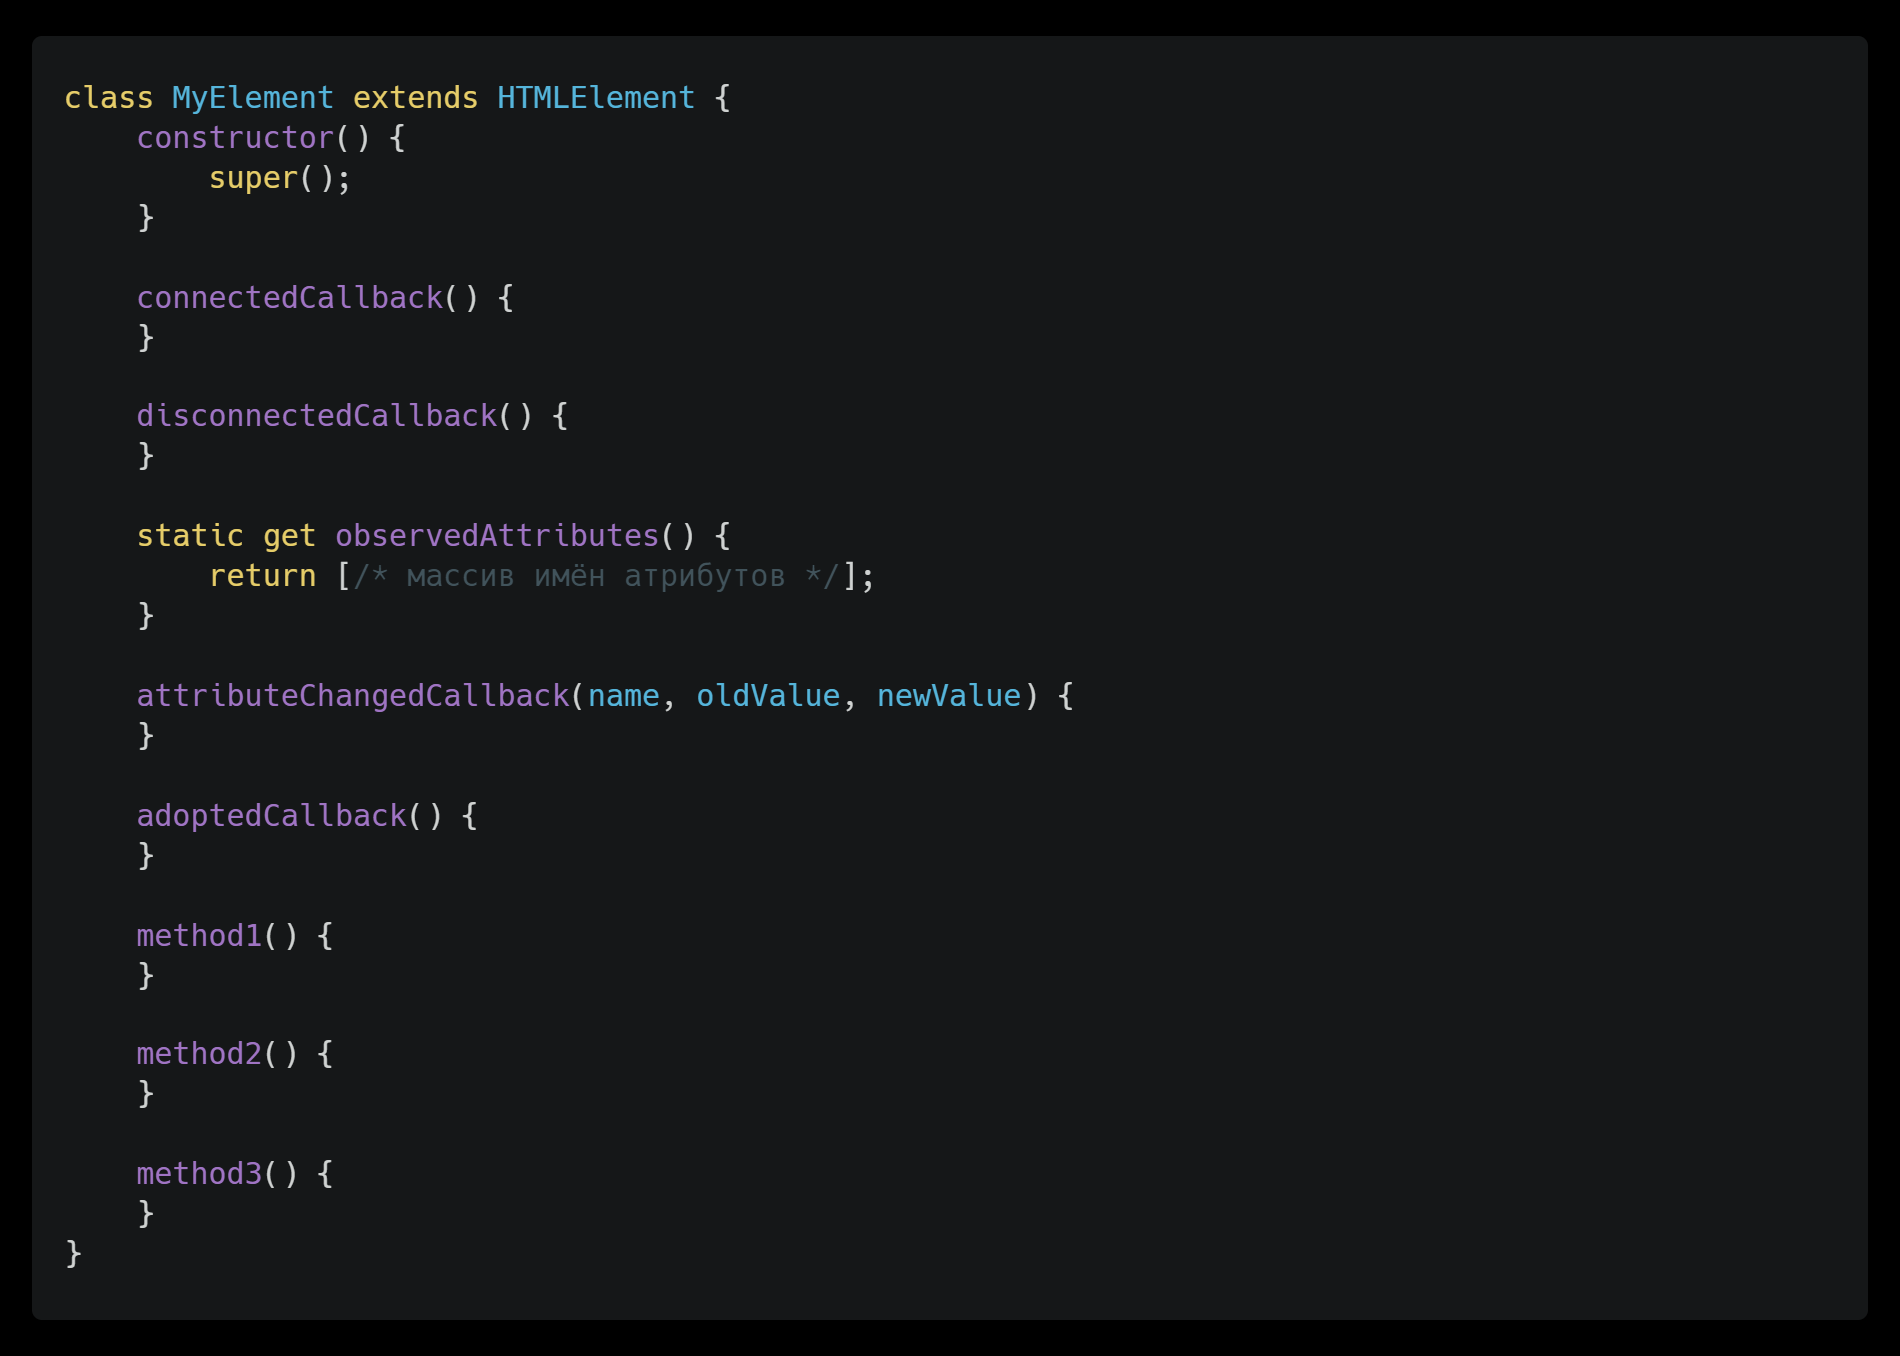 class MyElement extends HTMLElement {
    constructor() {
        super();
    }

    connectedCallback() {
    }

    disconnectedCallback() {
    }

    static get observedAttributes() {
        return [/* массив имён атрибутов */];
    }

    attributeChangedCallback(name, oldValue, newValue) {
    }

    adoptedCallback() {
    }

    method1() {
    }

    method2() {
    }

    method3() {
    }
}